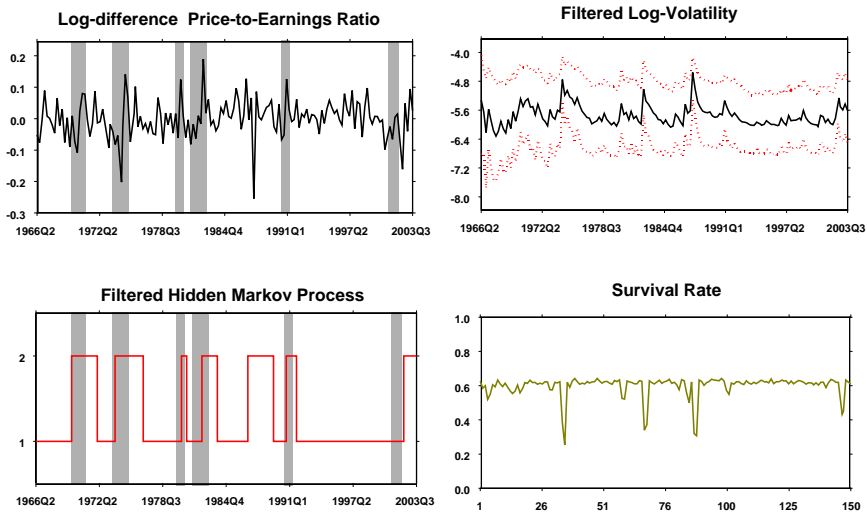 Log-difference Price-to-Earnings Ratio
0.2
0.1
0.0
-0.1
-0.2
-0.3
1966Q2 1972Q2 1978Q3 1984Q4 1991Q1 1997Q2 2003Q3
Filtered Log-Volatility
-4.0
-4.8
-5.6
-6.4
-7.2
-8.0
1966Q2 1972Q2 1978Q3 1984Q4 1991Q1 1997Q2 2003Q3
Filtered Hidden Markov Process
2
1
1966Q2 1972Q2 1978Q3 1984Q4 1991Q1 1997Q2 2003Q3
Survival Rate
1.0
0.8
0.6
0.4
0.2
0.0
1 26 51 76 100 125 150